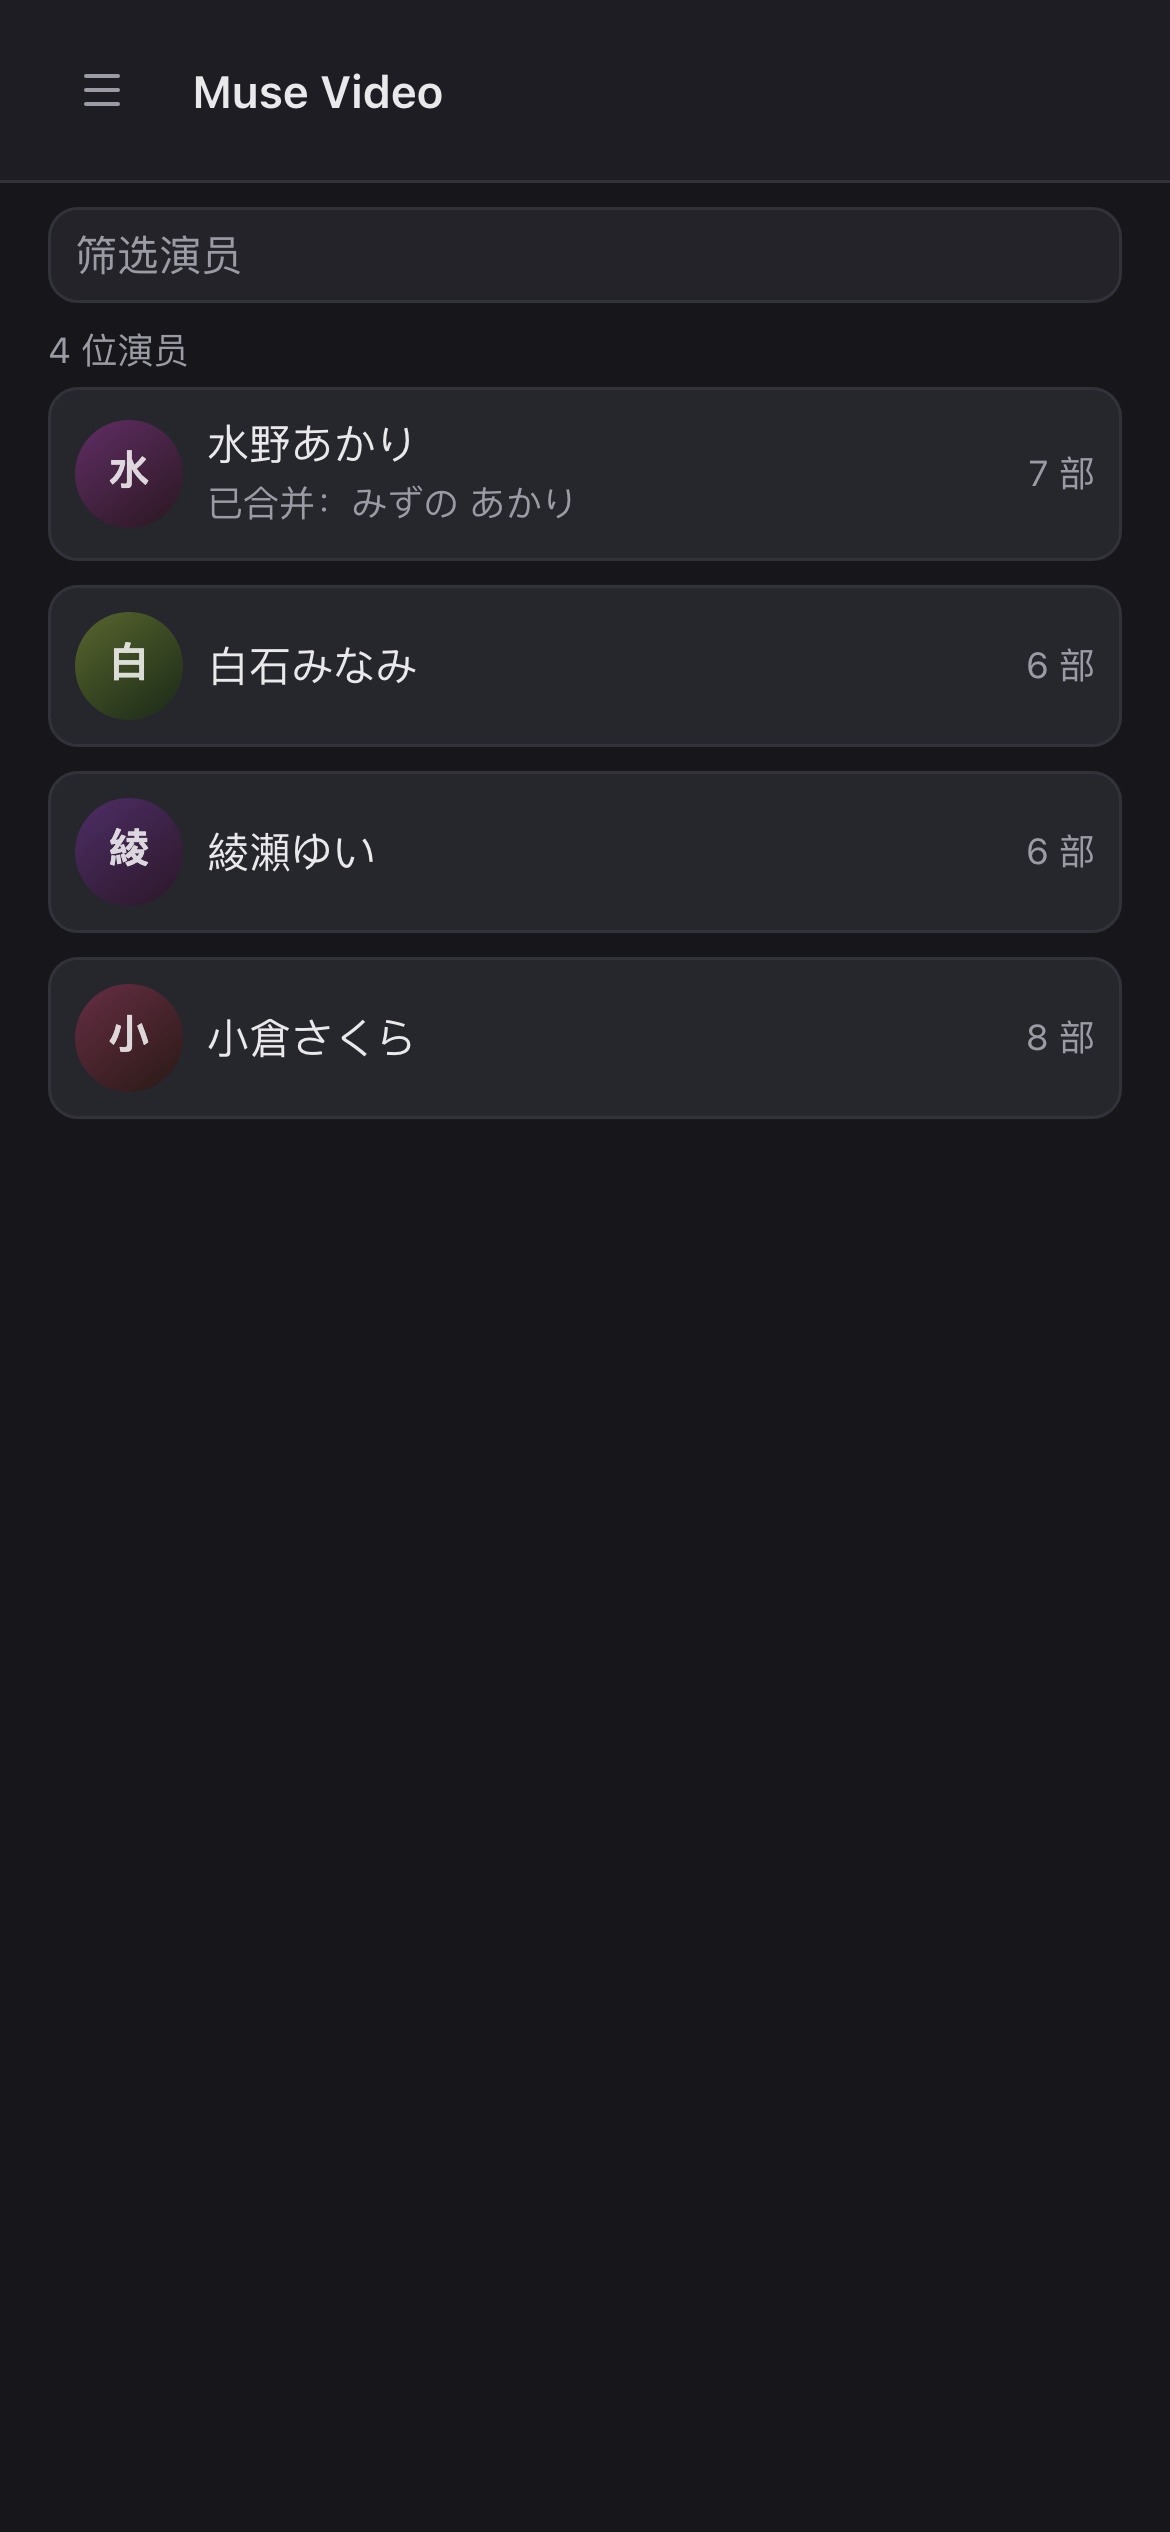 Muse Video
筛选演员
4 位演员
水
水野あかり
已合并：みずの あかり
7 部
白
白石みなみ
6 部
綾
綾瀬ゆい
6 部
小
小倉さくら
8 部